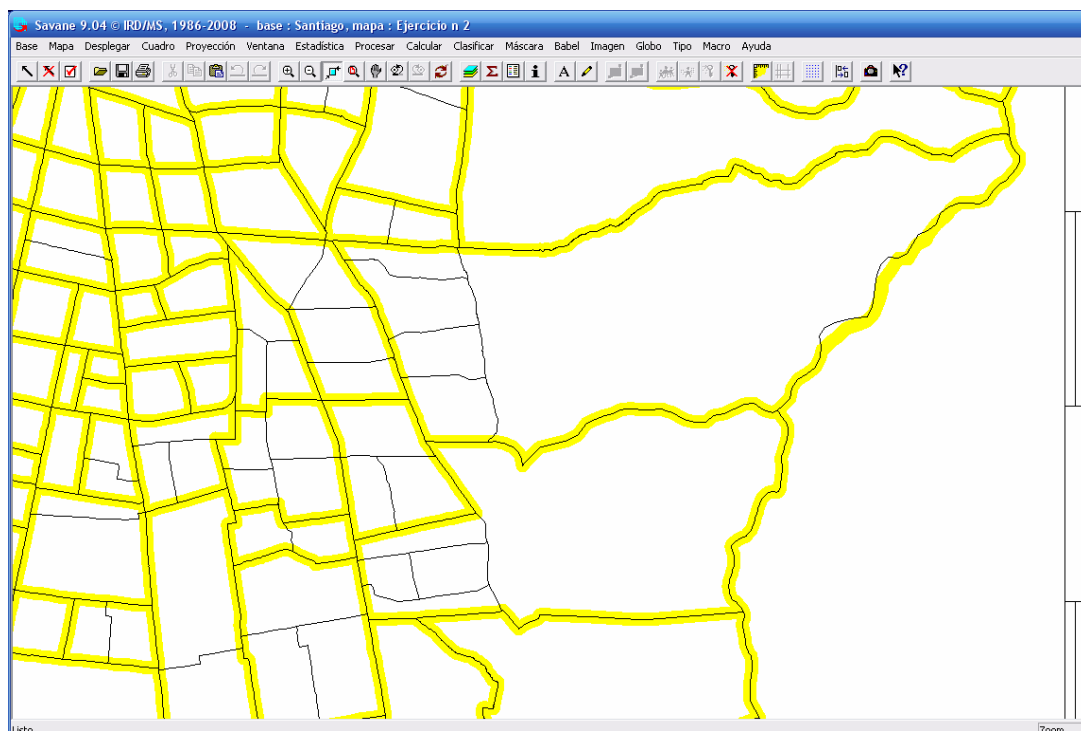 Savane 9.04 © IRD/MS, 1986-2008 - base : Santiago, mapa : Ejercicio n 2
Base Mapa Desplegar Cuadro Proyección Ventana Estadística Procesar Calcular Clasificar Máscara Babel Imagen Globo Tipo Macro Ayuda
Listo Zoom